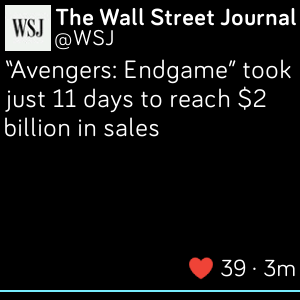 WSJ
The Wall Street Journal
@WSJ
“Avengers: Endgame” took
just 11 days to reach $2
billion in sales
39 · 3m